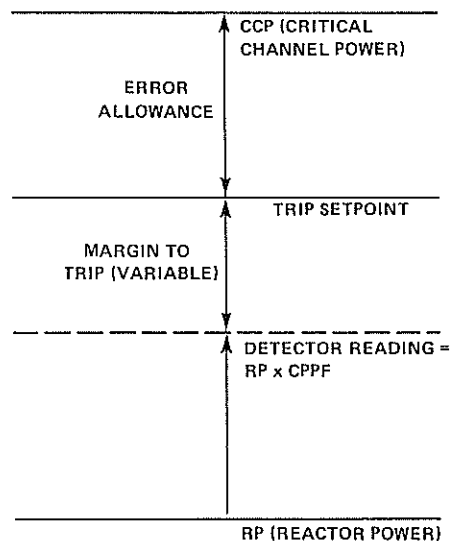 CCP (CRITICAL
CHANNEL POWER)
ERROR
ALLOWANCE
TRIP SETPOINT
MARGIN TO
TRIP (VARIABLE)
DETECTOR READING =
RP x CPPF
RP (REACTOR POWER)